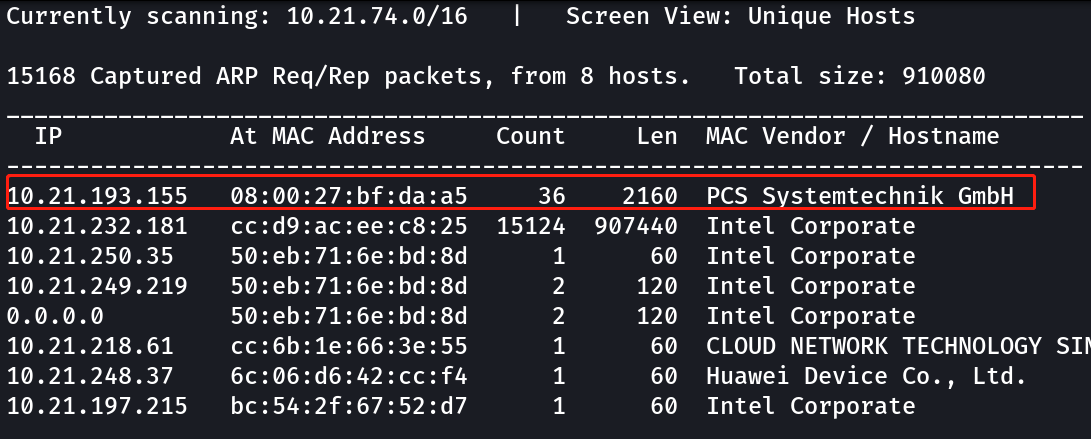 Currently scanning: 10.21.74.0/16   |   Screen View: Unique Hosts
15168 Captured ARP Req/Rep packets, from 8 hosts.   Total size: 910080
_____________________________________________________________________________
  IP            At MAC Address     Count     Len  MAC Vendor / Hostname
-----------------------------------------------------------------------------
10.21.193.155   08:00:27:bf:da:a5     36    2160  PCS Systemtechnik GmbH
10.21.232.181   cc:d9:ac:ee:c8:25  15124  907440  Intel Corporate
10.21.250.35    50:eb:71:6e:bd:8d      1      60  Intel Corporate
10.21.249.219   50:eb:71:6e:bd:8d      2     120  Intel Corporate
0.0.0.0         50:eb:71:6e:bd:8d      2     120  Intel Corporate
10.21.218.61    cc:6b:1e:66:3e:55      1      60  CLOUD NETWORK TECHNOLOGY SIN
10.21.248.37    6c:06:d6:42:cc:f4      1      60  Huawei Device Co., Ltd.
10.21.197.215   bc:54:2f:67:52:d7      1      60  Intel Corporate